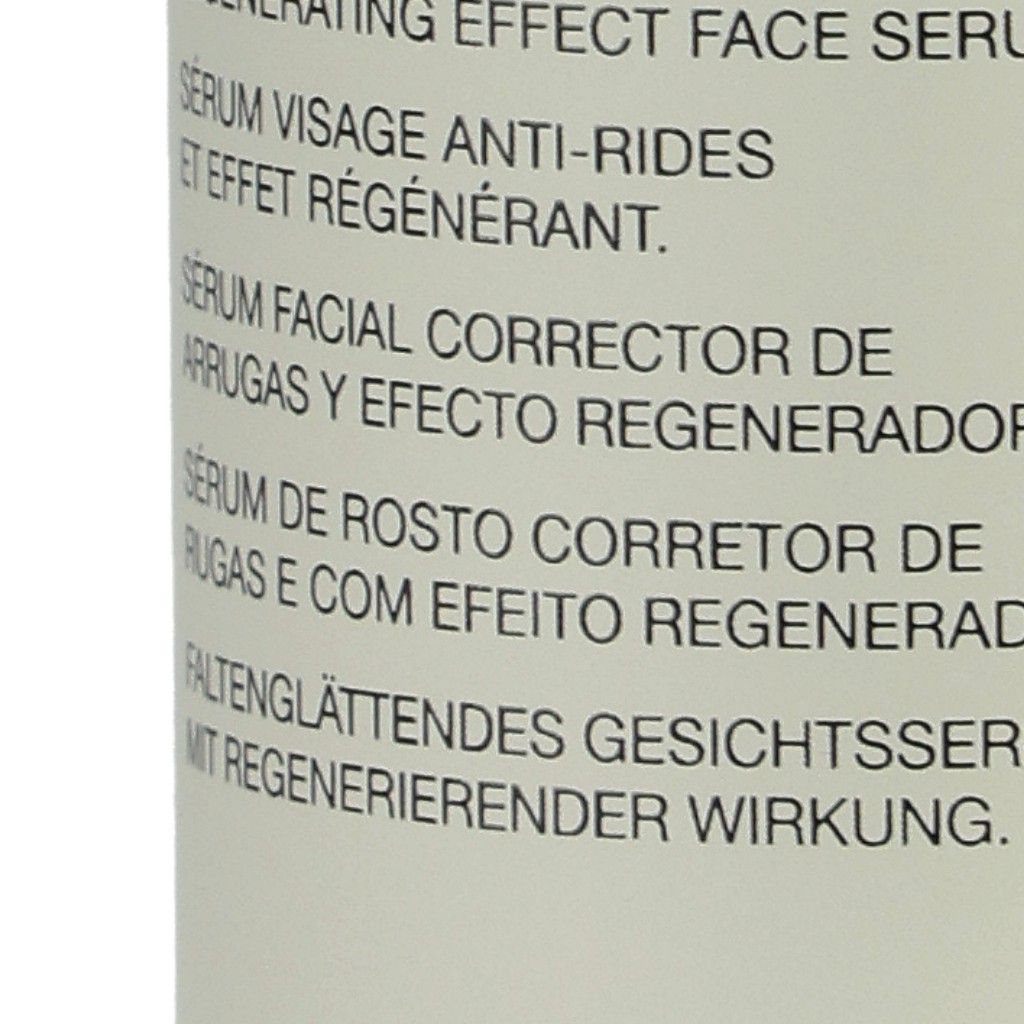 EFFECT FACE
SÉRUM VISAGE ANTI-RIDES
ET EFFET RÉGÉNÉRANT.
SÉRUM FACIAL CORRECTOR DE
ARRUGAS Y EFECTO REGENERADOR
SÉRUM DE ROSTO CORRETOR DE
RUGAS E COM EFEITO
FALTENGLÄTTENDES
MIT REGENERIERENDER WIRKUNG.